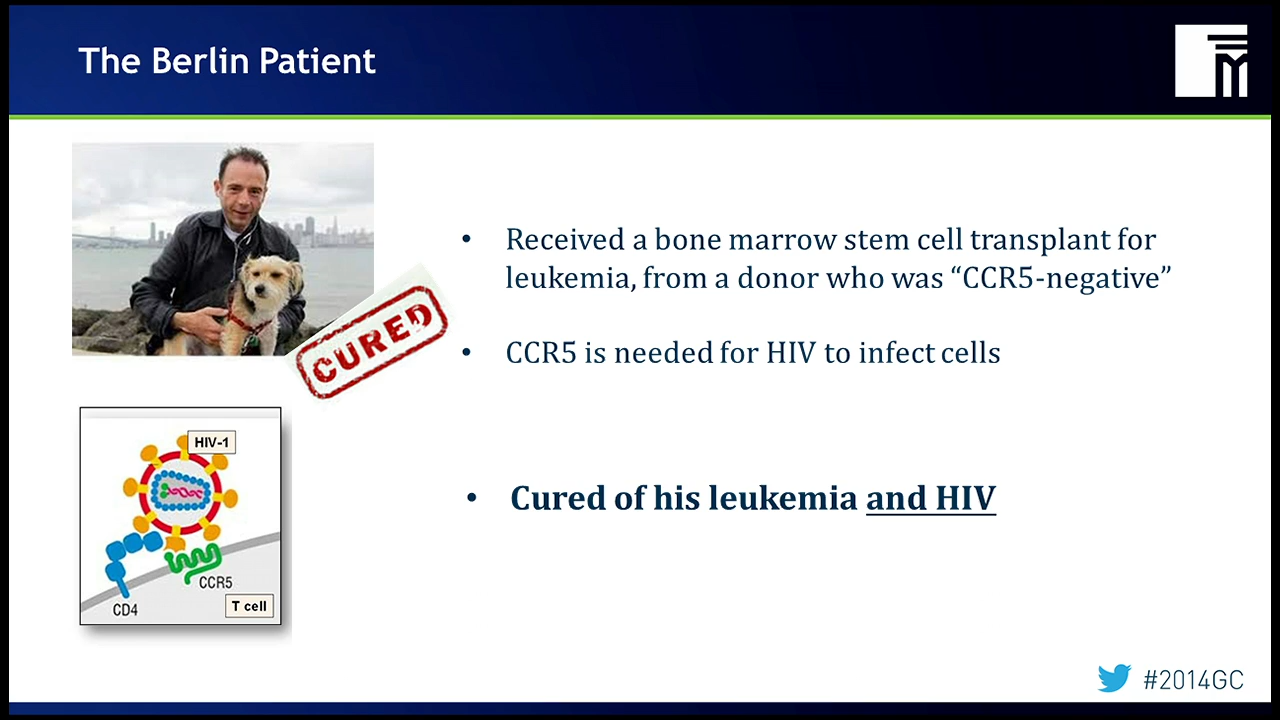 The Berlin Patient
• Received a bone marrow stem cell transplant for
leukemia, from a donor who was “CCR5-negative”
CURED
• CCR5 is needed for HIV to infect cells
HIV-1
CCR5
CD4
T cell
• Cured of his leukemia and HIV
#2014GC